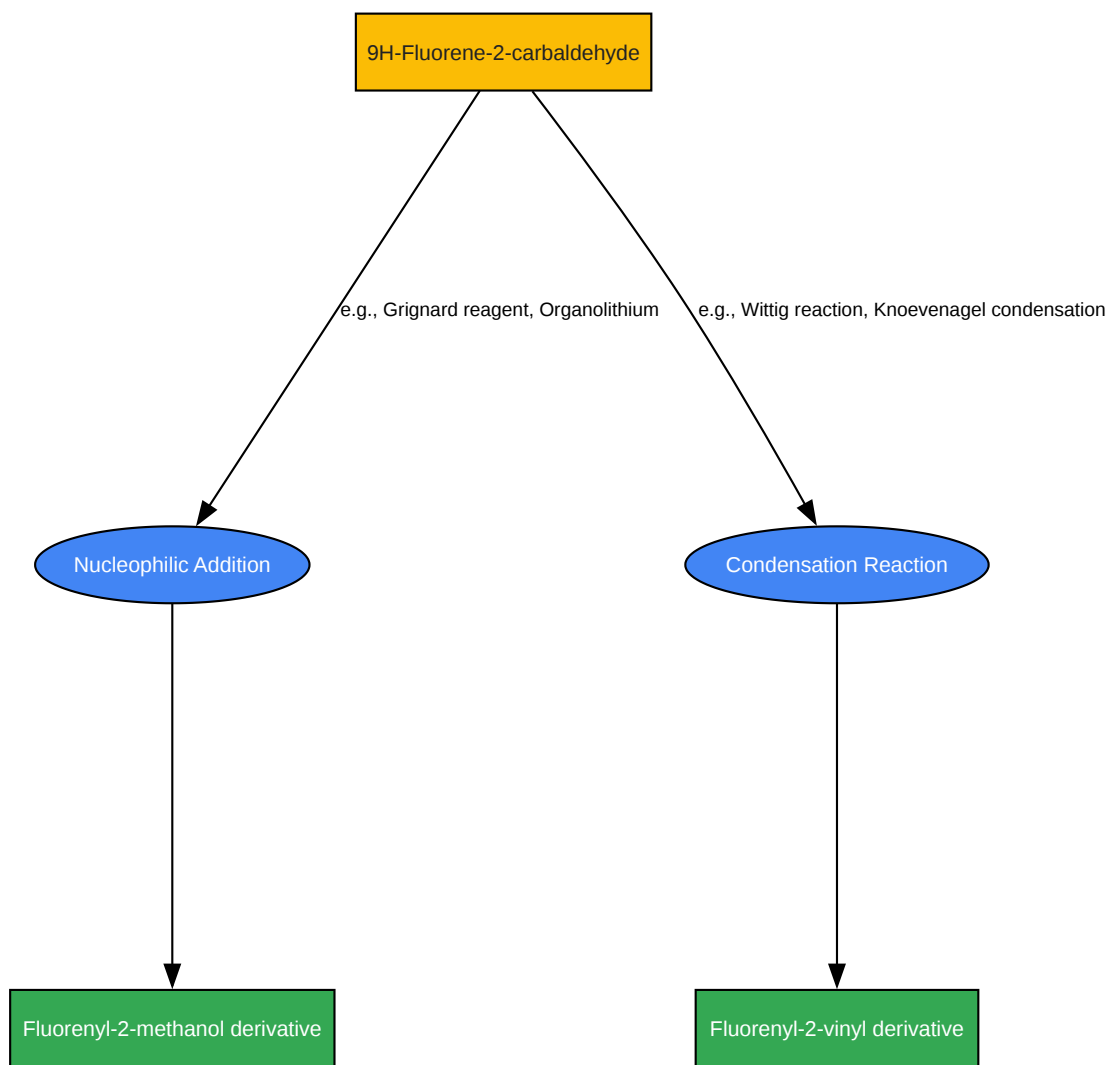 9H-Fluorene-2-carbaldehyde
e.g., Grignard reagent, Organolithium
e.g., Wittig reaction, Knoevenagel condensation
Nucleophilic Addition
Condensation Reaction
Fluorenyl-2-methanol derivative
Fluorenyl-2-vinyl derivative